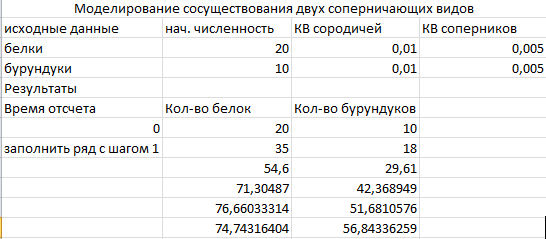 Моделирование сосуществования двух соперничающих видов
исходные данные нач. численность КВ сородичей КВ соперников
белки 20 0,01 0,005
бурундуки 10 0,01 0,005
Результаты
Время отсчета Кол-во белок Кол-во бурундуков
0 20 10
заполнить ряд с шагом 1 35 18
54,6 29,61
71,30487 42,368949
76,66033314 51,6810576
74,74316404 56,84336259